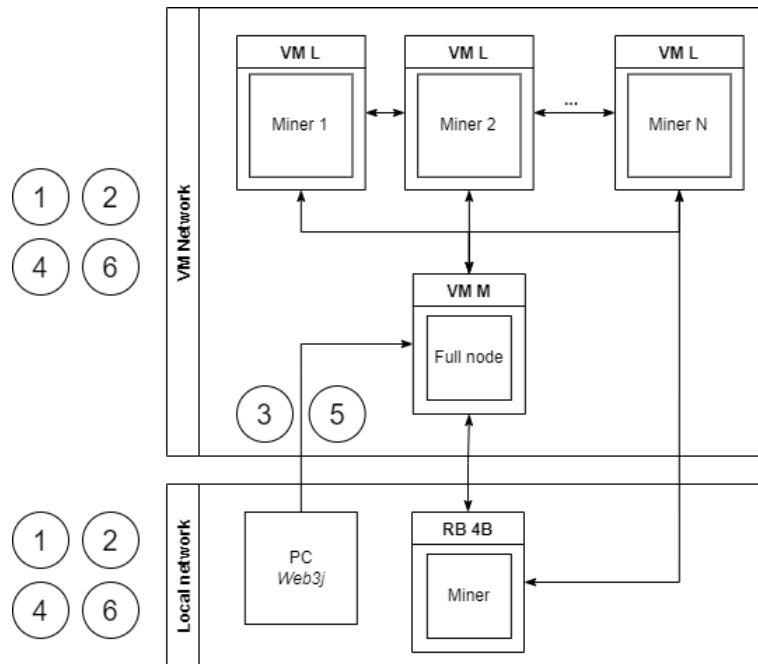 VM Network
VM L
VM L
VM L
Miner 1
Miner 2
...
Miner N
1
2
4
6
VM M
Full node
3
5
Local network
1
2
4
6
PC
Web3j
RB 4B
Miner